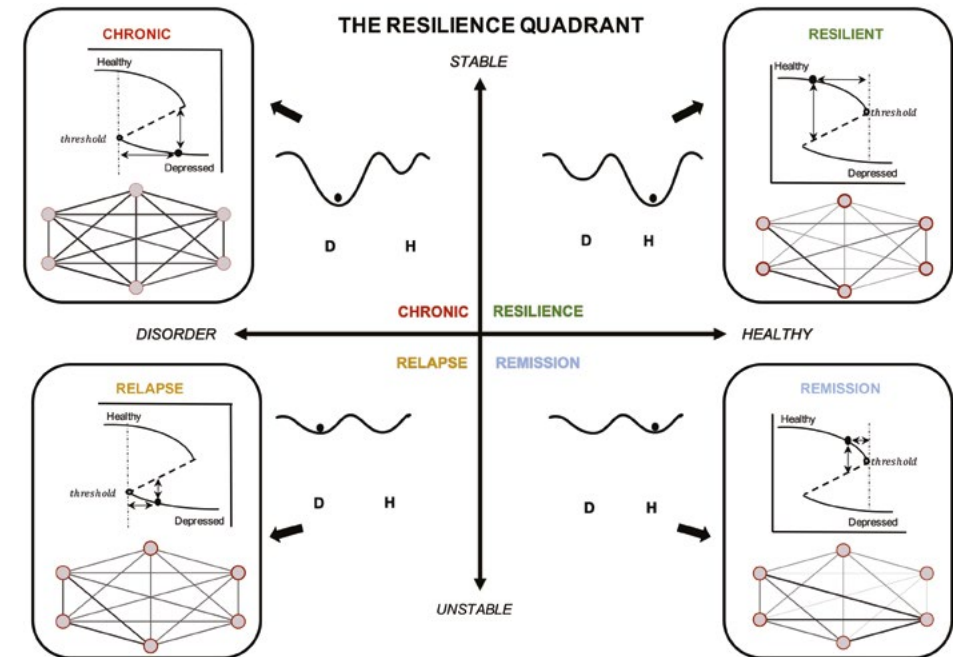 THE RESILIENCE QUADRANT
CHRONIC
Healthy
threshold
Depressed
STABLE
RESILIENT
Healthy
threshold
Depressed
D H
D H
CHRONIC RESILIENCE
DISORDER
HEALTHY
RELAPSE REMISSION
RELAPSE
Healthy
threshold
Depressed
D H
D H
REMISSION
Healthy
threshold
Depressed
UNSTABLE